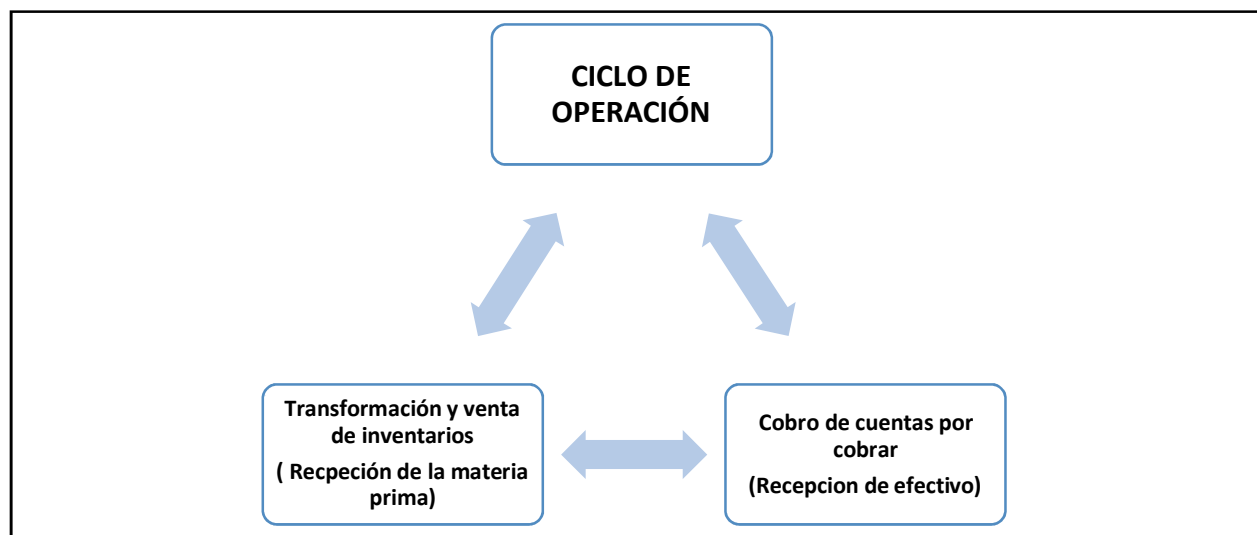 CICLO DE
OPERACIÓN
Transformación y venta
de inventarios
( Recpeción de la materia
prima)
Cobro de cuentas por
cobrar
(Recepcion de efectivo)